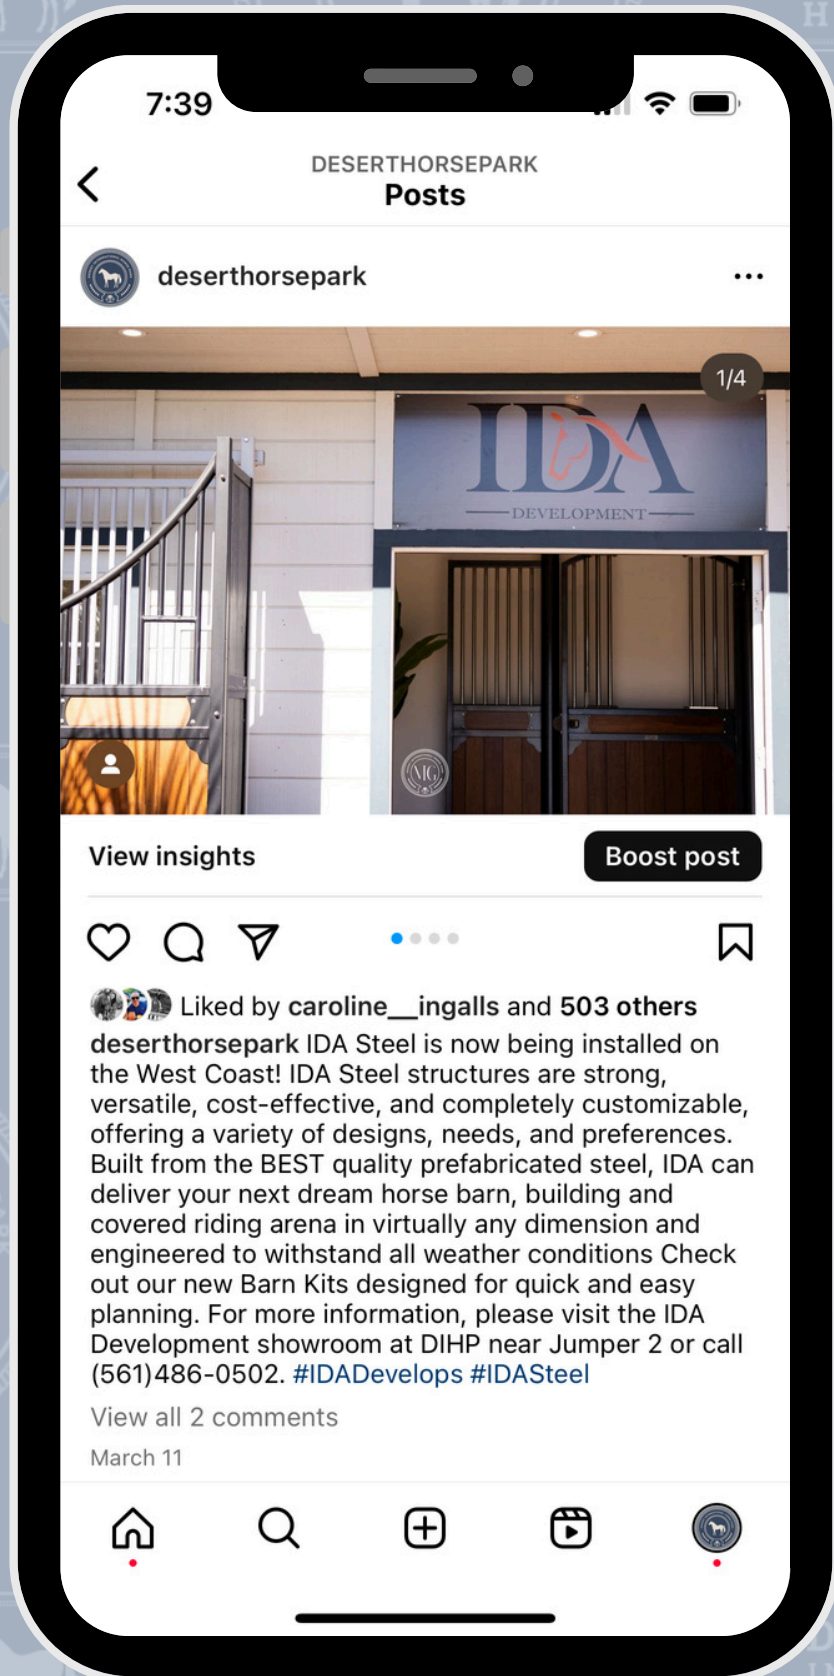 7:39
DESERTHORSEPARK
Posts
deserthorsepark
1/4
IDA
DEVELOPMENT
MG
View insights
Boost post
Liked by caroline__ingalls and 503 others
deserthorsepark IDA Steel is now being installed on
the West Coast! IDA Steel structures are strong,
versatile, cost-effective, and completely customizable,
offering a variety of designs, needs, and preferences.
Built from the BEST quality prefabricated steel, IDA can
deliver your next dream horse barn, building and
covered riding arena in virtually any dimension and
engineered to withstand all weather conditions Check
out our new Barn Kits designed for quick and easy
planning. For more information, please visit the IDA
Development showroom at DIHP near Jumper 2 or call
(561)486-0502. #IDADevelops #IDASteel
View all 2 comments
March 11